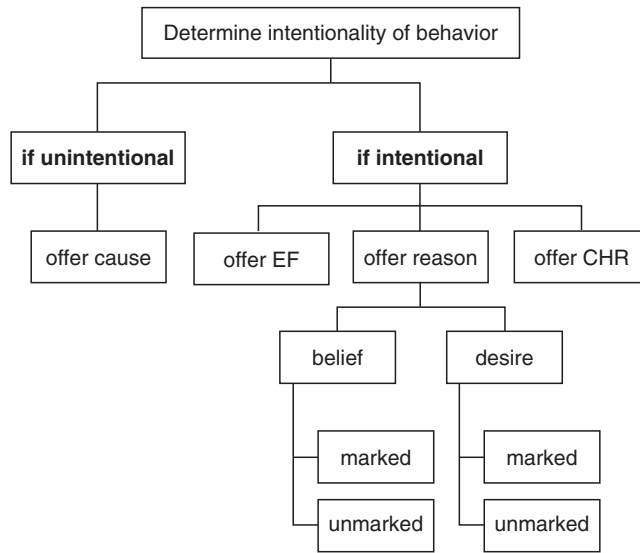 Determine intentionality of behavior
if unintentional
if intentional
offer cause
offer EF
offer reason
offer CHR
belief
desire
marked
marked
unmarked
unmarked